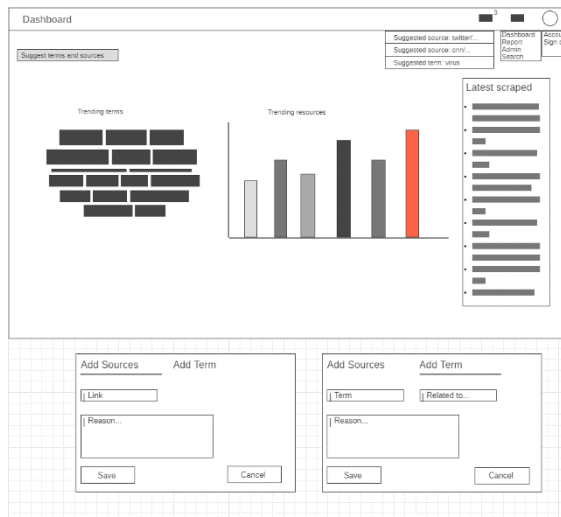 Dashboard
3
Suggested source: twitter/...
Suggested source: cnn/...
Suggested term: virus
Dashboard
Report
Admin
Search
Accou
Sign o
Suggest terms and sources
Latest scraped
Trending terms
Trending resources
Add Sources Add Term
Link
Reason...
Save Cancel
Add Sources Add Term
Term Related to...
Reason...
Save Cancel